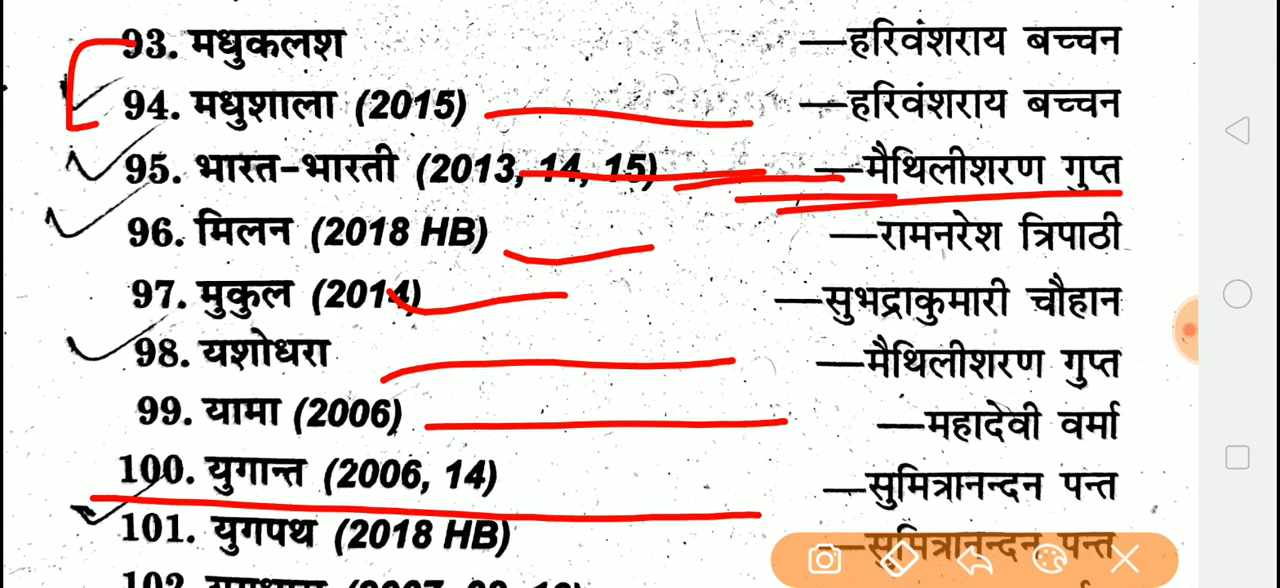 93. मधुकलश —हरिवंशराय बच्चन
94. मधुशाला (2015) —हरिवंशराय बच्चन
95. भारत-भारती (2013, 14, 15) —मैथिलीशरण गुप्त
96. मिलन (2018 HB) —रामनरेश त्रिपाठी
97. मुकुल (2014) —सुभद्राकुमारी चौहान
98. यशोधरा —मैथिलीशरण गुप्त
99. यामा (2006) —महादेवी वर्मा
100. युगान्त (2006, 14) —सुमित्रानन्दन पन्त
101. युगपथ (2018 HB) —सुमित्रानन्दन पन्त
102.